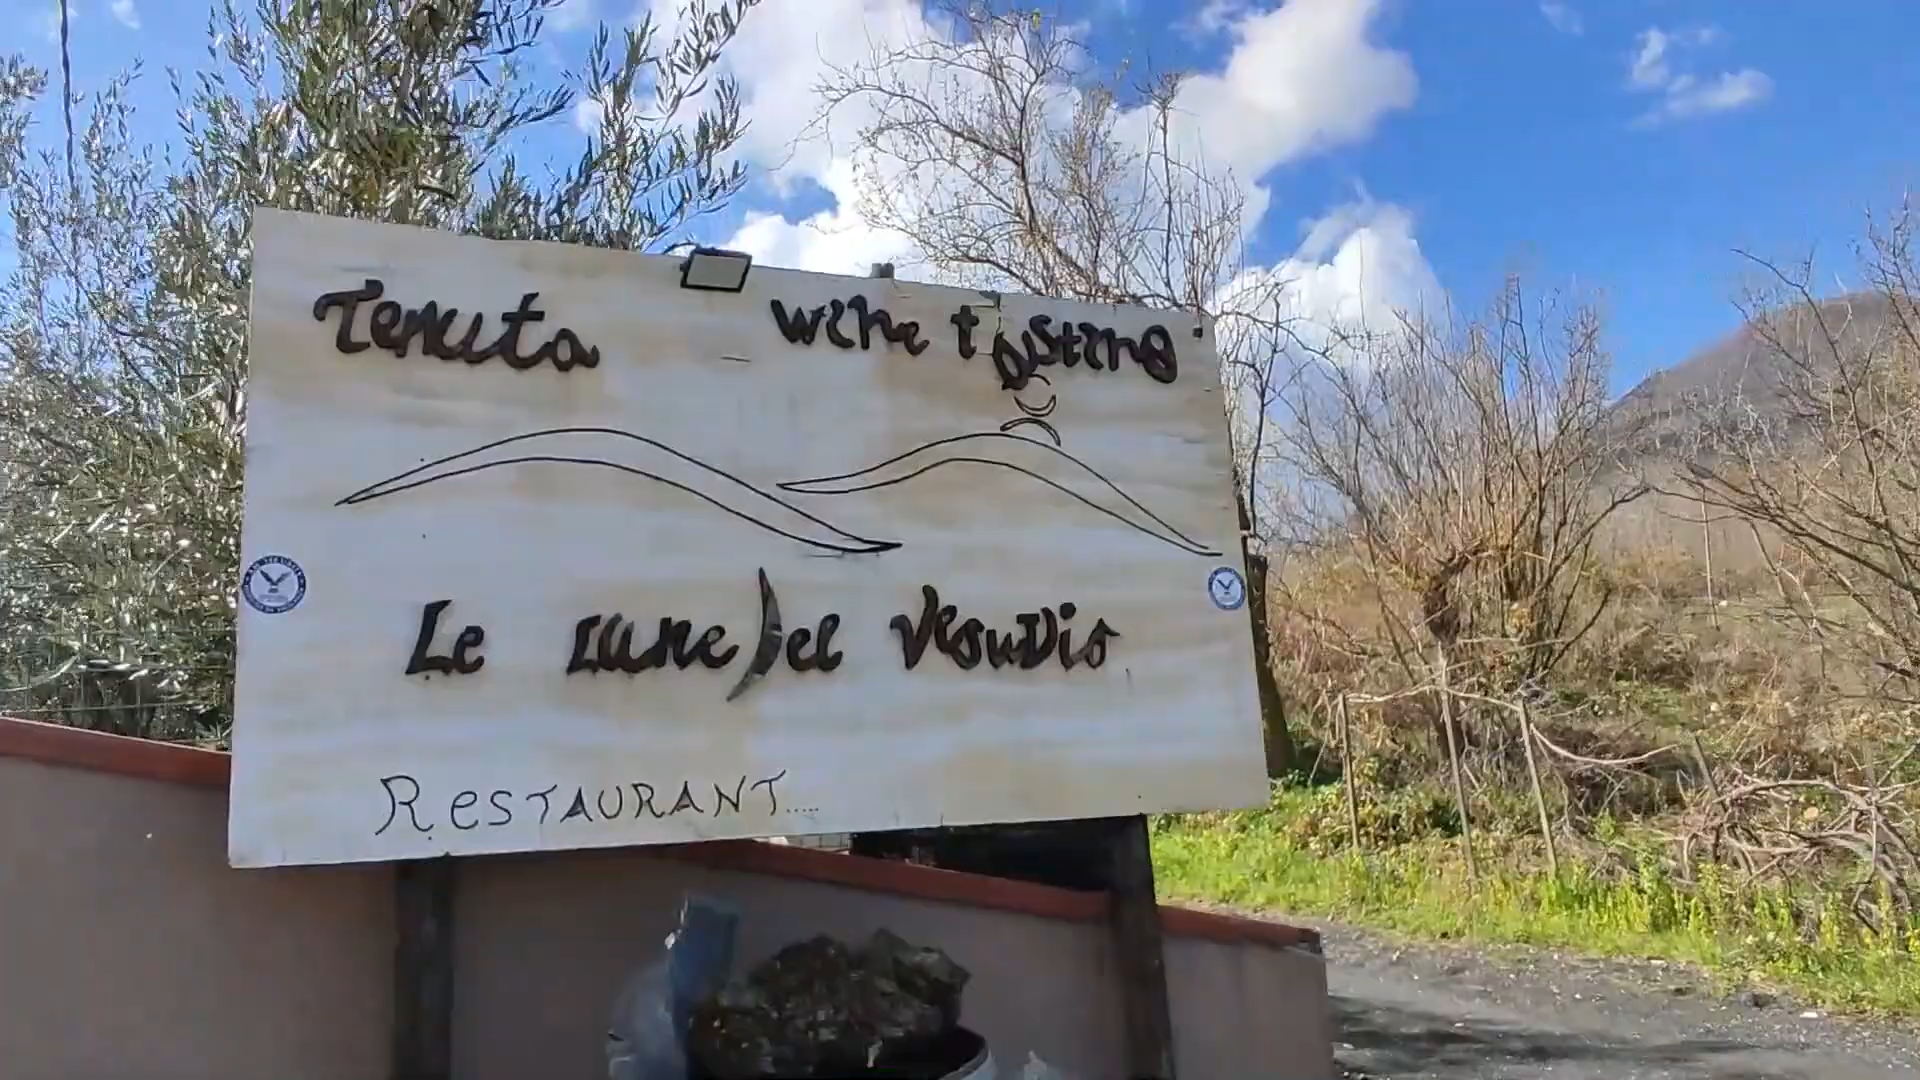 Tenuta
wine tasting
Le Lune del Vesuvio
RESTAURANT.....